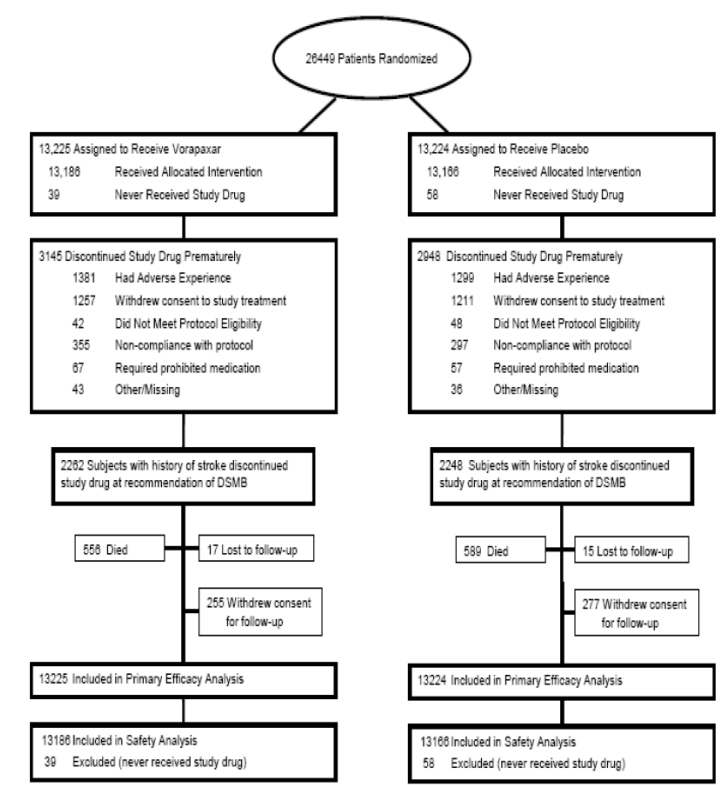 26449 Patients Randomized
13,225 Assigned to Receive Vorapaxar
13,186 Received Allocated Intervention
39 Never Received Study Drug
13,224 Assigned to Receive Placebo
13,166 Received Allocated Intervention
58 Never Received Study Drug
3145 Discontinued Study Drug Prematurely
1381 Had Adverse Experience
1257 Withdrew consent to study treatment
42 Did Not Meet Protocol Eligibility
355 Non-compliance with protocol
67 Required prohibited medication
43 Other/Missing
2948 Discontinued Study Drug Prematurely
1299 Had Adverse Experience
1211 Withdrew consent to study treatment
48 Did Not Meet Protocol Eligibility
297 Non-compliance with protocol
57 Required prohibited medication
36 Other/Missing
2262 Subjects with history of stroke discontinued
study drug at recommendation of DSMB
2248 Subjects with history of stroke discontinued
study drug at recommendation of DSMB
556 Died
17 Lost to follow-up
255 Withdrew consent
for follow-up
589 Died
15 Lost to follow-up
277 Withdrew consent
for follow-up
13225 Included in Primary Efficacy Analysis
13224 Included in Primary Efficacy Analysis
13186 Included in Safety Analysis
39 Excluded (never received study drug)
13166 Included in Safety Analysis
58 Excluded (never received study drug)